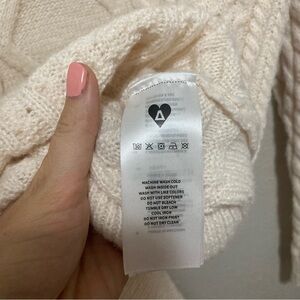 MACHINE WASH COLD
WASH INSIDE OUT
WASH WITH LIKE COLORS
DO NOT USE SOFTENER
DO NOT BLEACH
TUMBLE DRY LOW
COOL IRON
DO NOT IRON PRINT
DO NOT DRY CLEAN